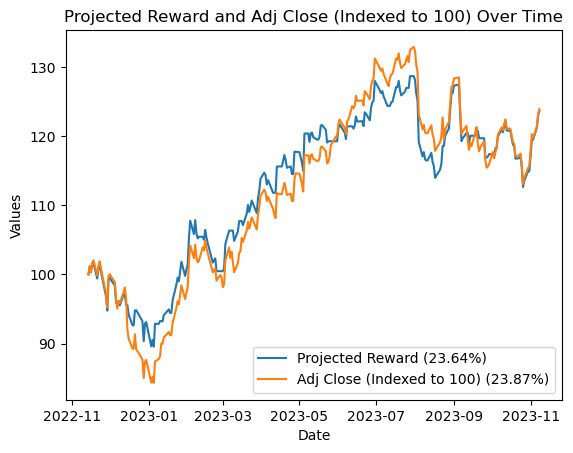 Projected Reward and Adj Close (Indexed to 100) Over Time
Values
130
120
110
100
90
Projected Reward (23.64%)
Adj Close (Indexed to 100) (23.87%)
2022-11 2023-01 2023-03 2023-05 2023-07 2023-09 2023-11
Date